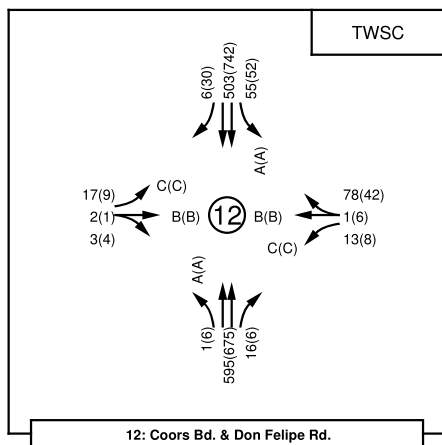 TWSC
6(30)
503(742)
55(52)
A(A)
17(9)
2(1)
3(4)
C(C)
B(B)
12
B(B)
C(C)
78(42)
1(6)
13(8)
A(A)
1(6)
595(675)
16(6)
12: Coors Bd. & Don Felipe Rd.